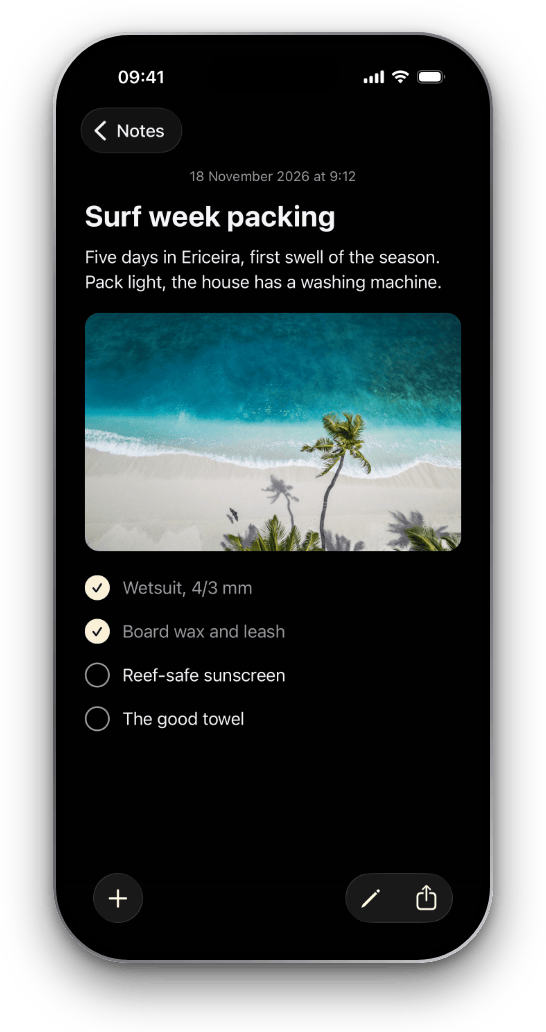 09:41
Notes
18 November 2026 at 9:12
Surf week packing
Five days in Ericeira, first swell of the season.
Pack light, the house has a washing machine.
Wetsuit, 4/3 mm
Board wax and leash
Reef-safe sunscreen
The good towel